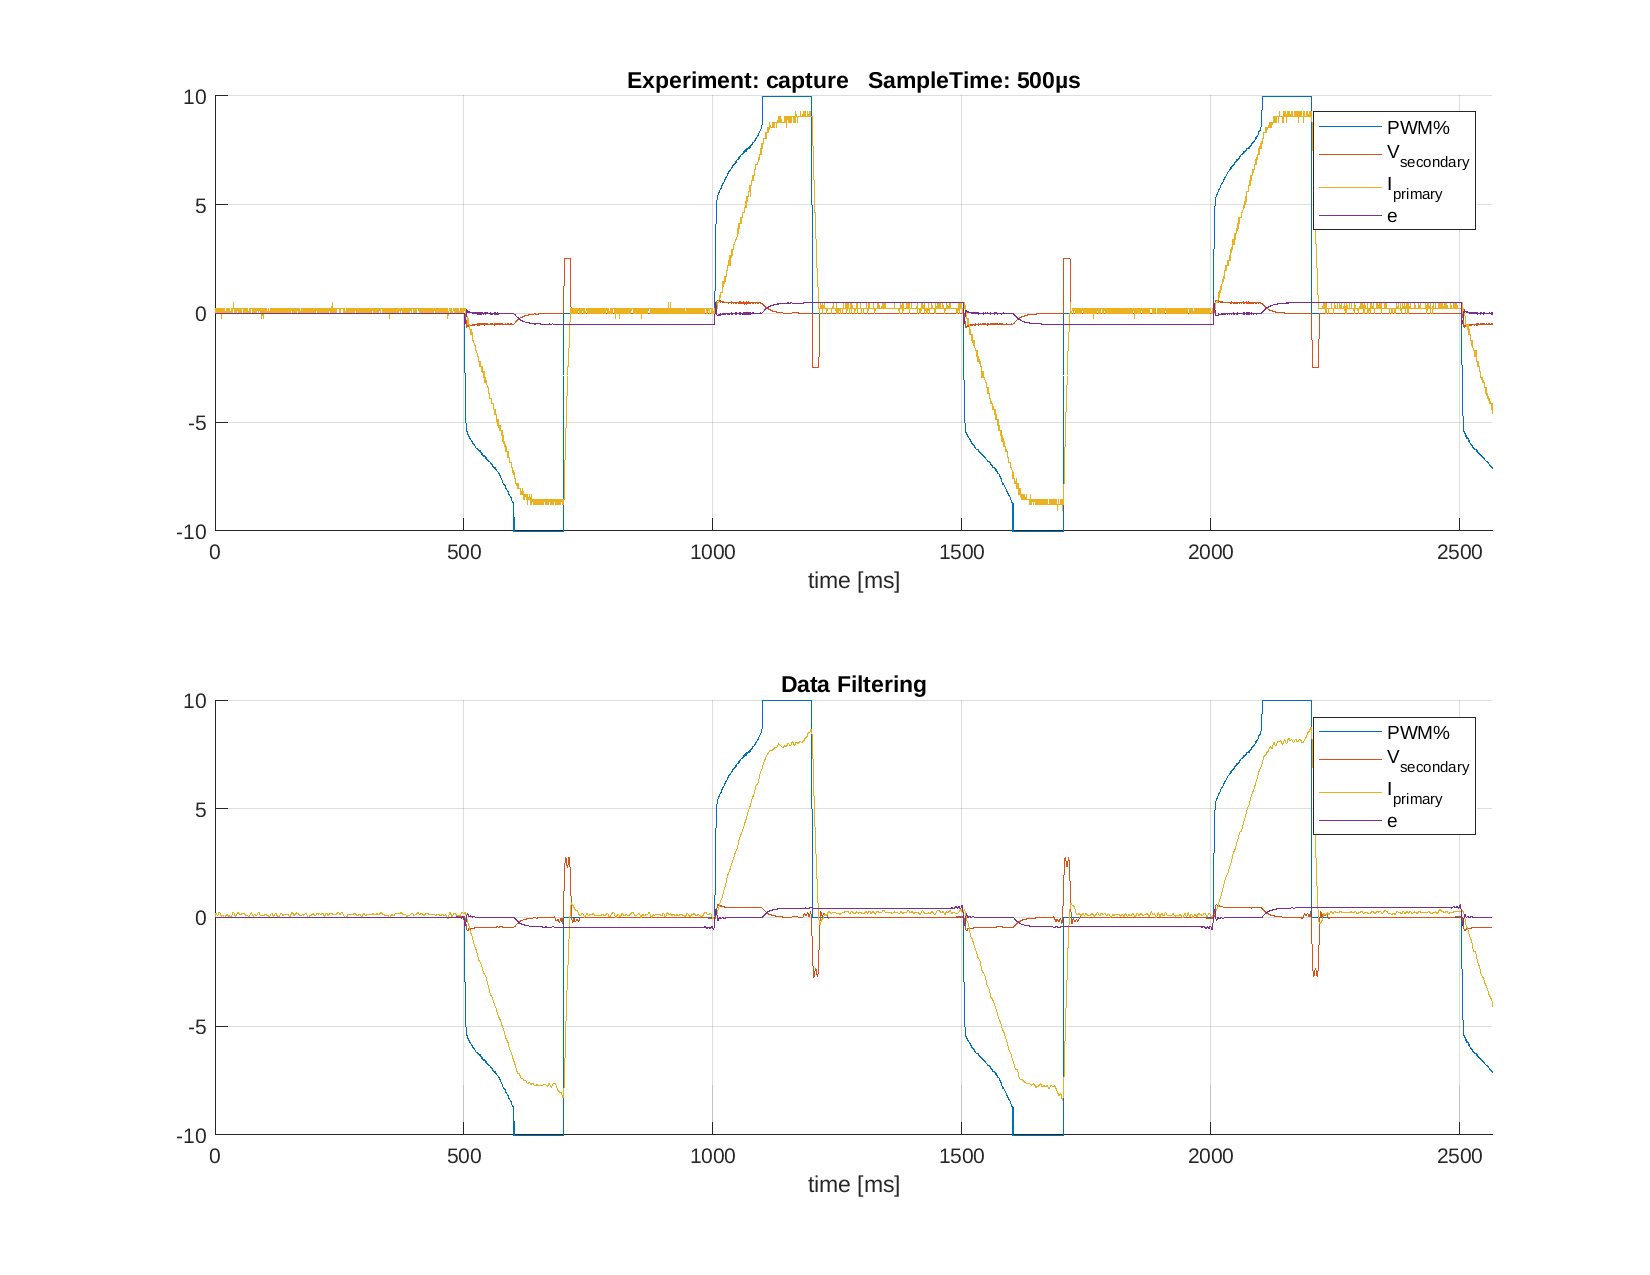 Experiment: capture   SampleTime: 500µs
10
5
0
-5
-10
PWM%
Vsecondary
Iprimary
e
0 500 1000 1500 2000 2500
time [ms]
Data Filtering
10
5
0
-5
-10
PWM%
Vsecondary
Iprimary
e
0 500 1000 1500 2000 2500
time [ms]